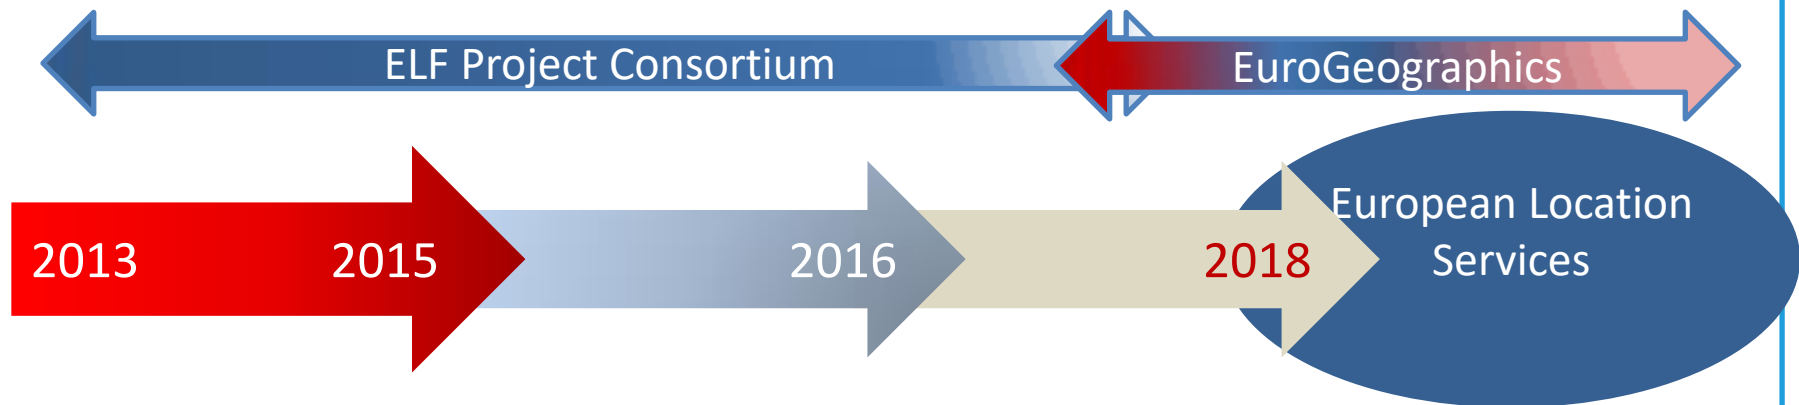 ELF Project Consortium
EuroGeographics
2013
2015
2016
2018
European Location
Services